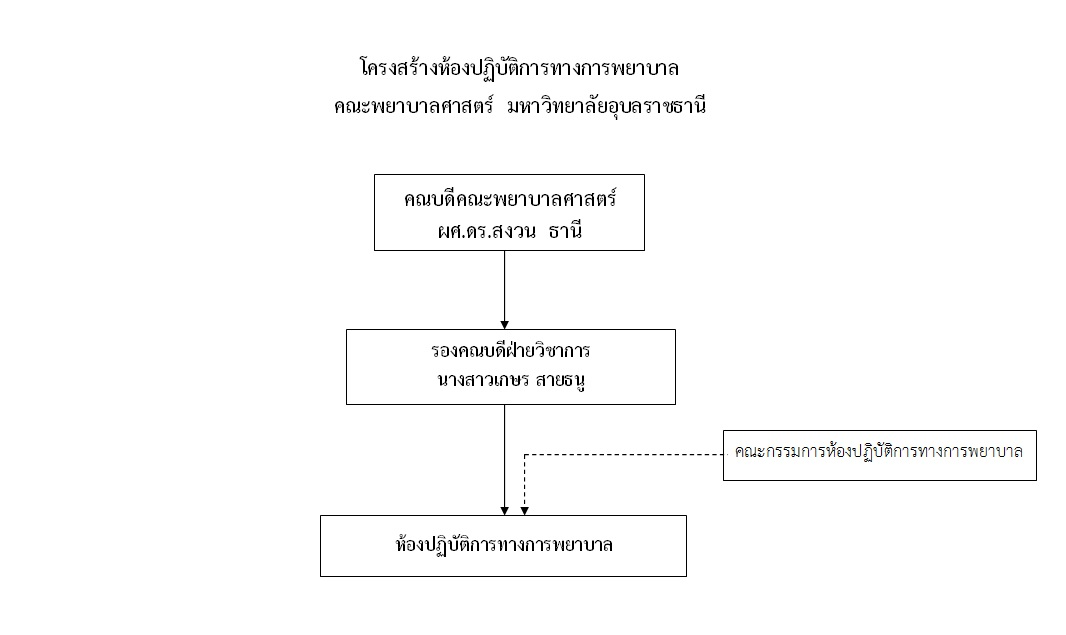 โครงสร้างห้องปฏิบัติการทางการพยาบาล
คณะพยาบาลศาสตร์ มหาวิทยาลัยอุบลราชธานี
คณบดีคณะพยาบาลศาสตร์
ผศ.ดร.สงวน ธานี
รองคณบดีฝ่ายวิชาการ
นางสาวเกษร สายธนู
คณะกรรมการห้องปฏิบัติการทางการพยาบาล
ห้องปฏิบัติการทางการพยาบาล